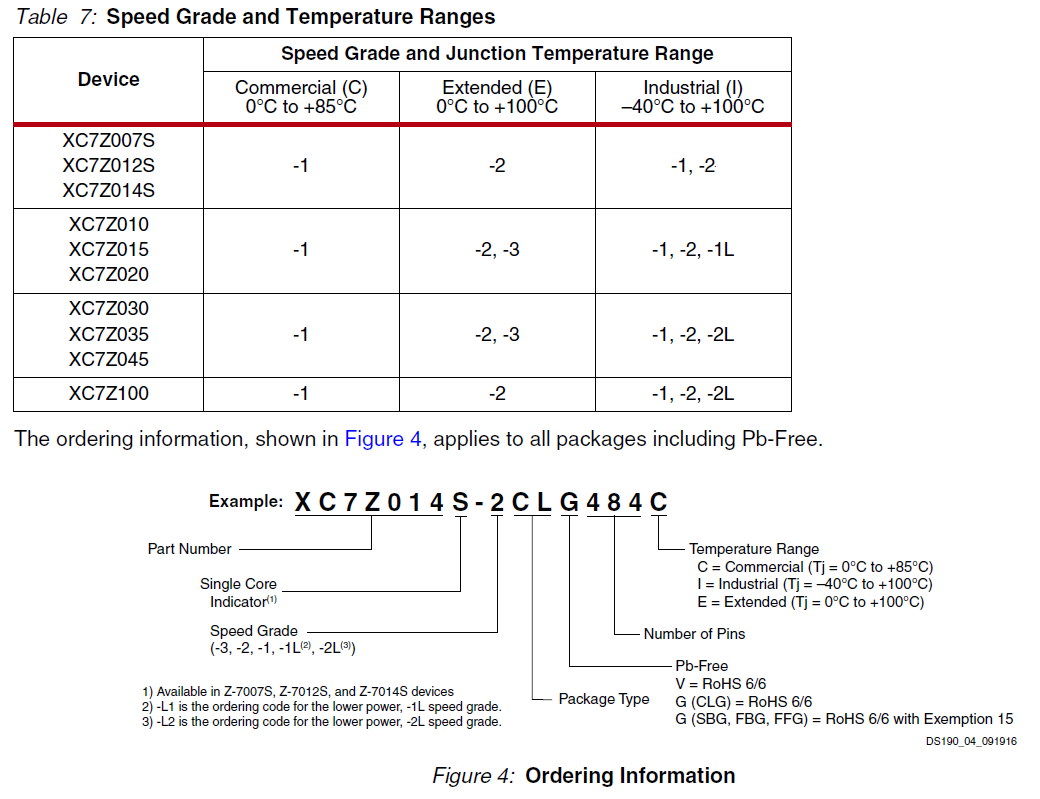 Table 7: Speed Grade and Temperature Ranges
Device
Speed Grade and Junction Temperature Range
Commercial (C)
0°C to +85°C
Extended (E)
0°C to +100°C
Industrial (I)
–40°C to +100°C
XC7Z007S
XC7Z012S
XC7Z014S
-1
-2
-1, -2
XC7Z010
XC7Z015
XC7Z020
-1
-2, -3
-1, -2, -1L
XC7Z030
XC7Z035
XC7Z045
-1
-2, -3
-1, -2, -2L
XC7Z100
-1
-2
-1, -2, -2L
The ordering information, shown in Figure 4, applies to all packages including Pb-Free.
Example: XC7Z014S-2CLG484C
Part Number
Single Core
Indicator(1)
Speed Grade
(-3, -2, -1, -1L(2), -2L(3))
Temperature Range
C = Commercial (Tj = 0°C to +85°C)
I = Industrial (Tj = –40°C to +100°C)
E = Extended (Tj = 0°C to +100°C)
Number of Pins
Pb-Free
V = RoHS 6/6
G (CLG) = RoHS 6/6
G (SBG, FBG, FFG) = RoHS 6/6 with Exemption 15
Package Type
1) Available in Z-7007S, Z-7012S, and Z-7014S devices
2) -L1 is the ordering code for the lower power, -1L speed grade.
3) -L2 is the ordering code for the lower power, -2L speed grade.
DS190_04_091916
Figure 4: Ordering Information